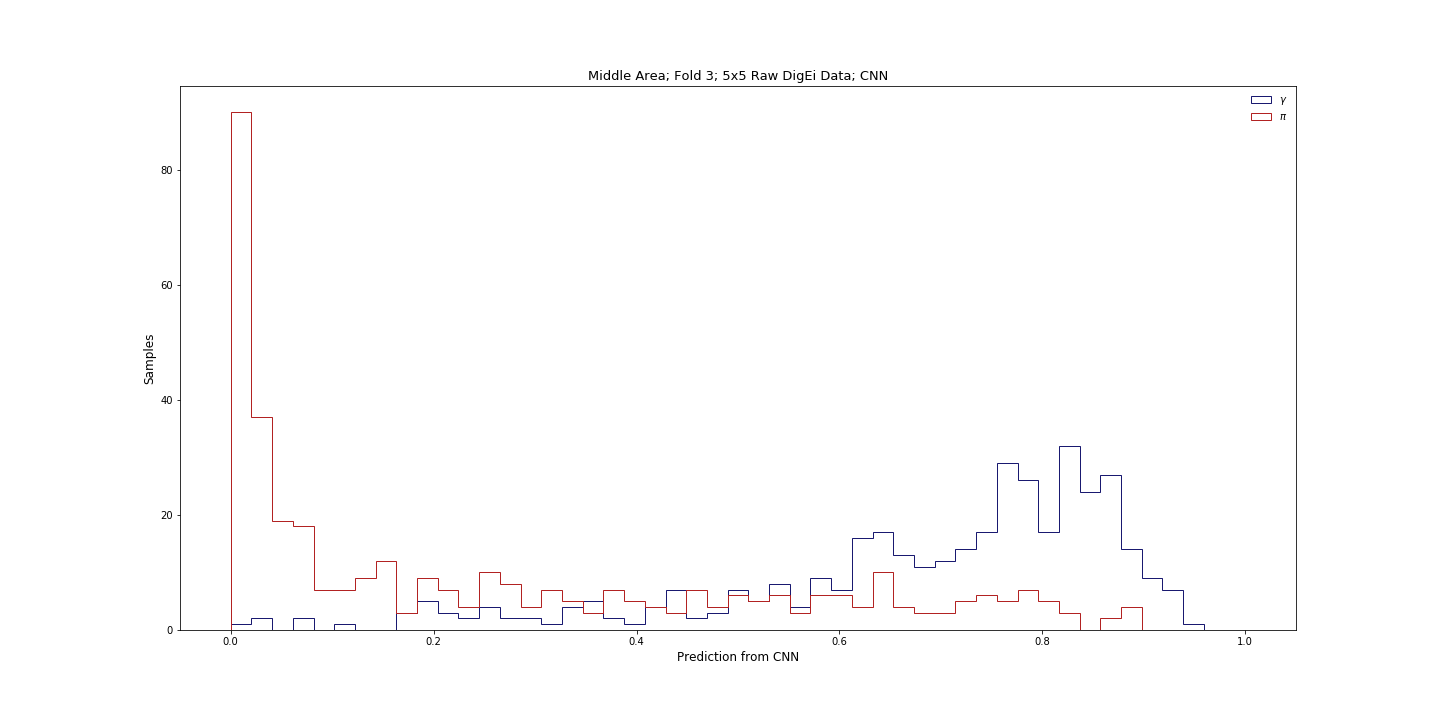 Middle Area; Fold 3; 5x5 Raw DigEi Data; CNN
γ
π
Samples
80
60
40
20
0
0.0 0.2 0.4 0.6 0.8 1.0
Prediction from CNN